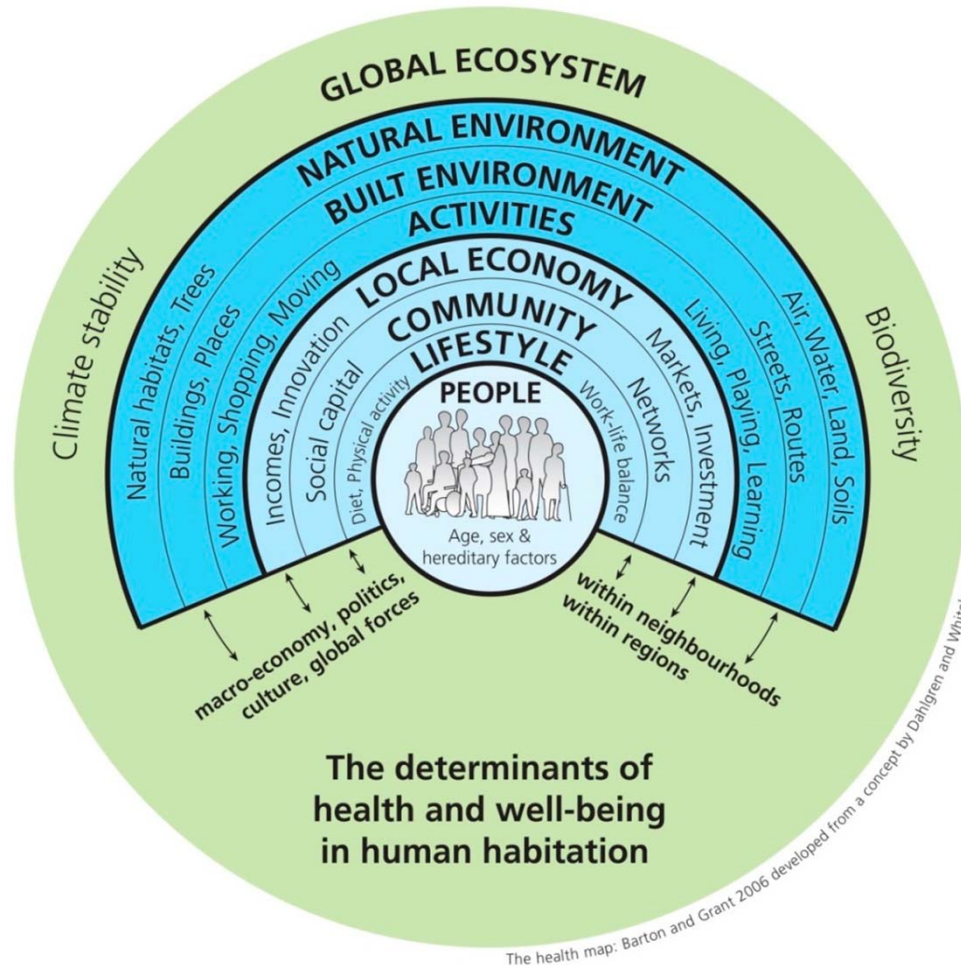 GLOBAL ECOSYSTEM
NATURAL ENVIRONMENT
BUILT ENVIRONMENT
ACTIVITIES
LOCAL ECONOMY
COMMUNITY
LIFESTYLE
PEOPLE
Age, sex &
hereditary factors
Climate stability
Natural habitats, Trees
Buildings, Places
Working, Shopping, Moving
Incomes, Innovation
Social capital
Diet, Physical activity
Work-life balance
Networks
Markets, Investment
Living, Playing, Learning
Streets, Routes
Air, Water, Land, Soils
Biodiversity
macro-economy, politics,
culture, global forces
within neighbourhoods
within regions
The determinants of
health and well-being
in human habitation
The health map: Barton and Grant 2006 developed from a concept by Dahlgren and